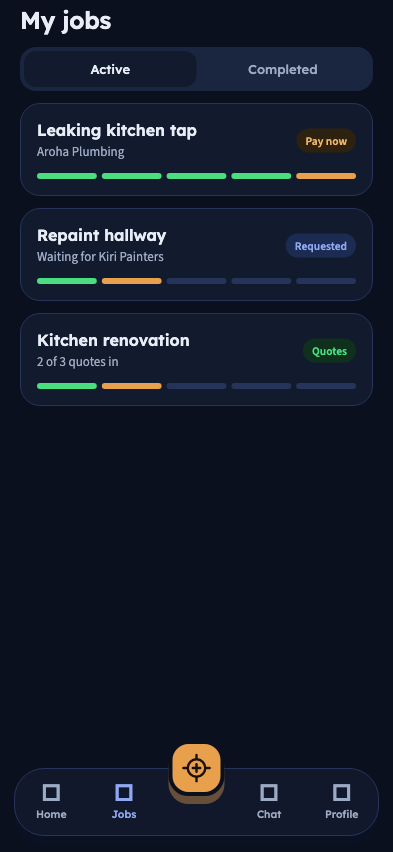 My jobs
Active
Completed
Leaking kitchen tap
Aroha Plumbing
Pay now
Repaint hallway
Waiting for Kiri Painters
Requested
Kitchen renovation
2 of 3 quotes in
Quotes
Home
Jobs
Chat
Profile